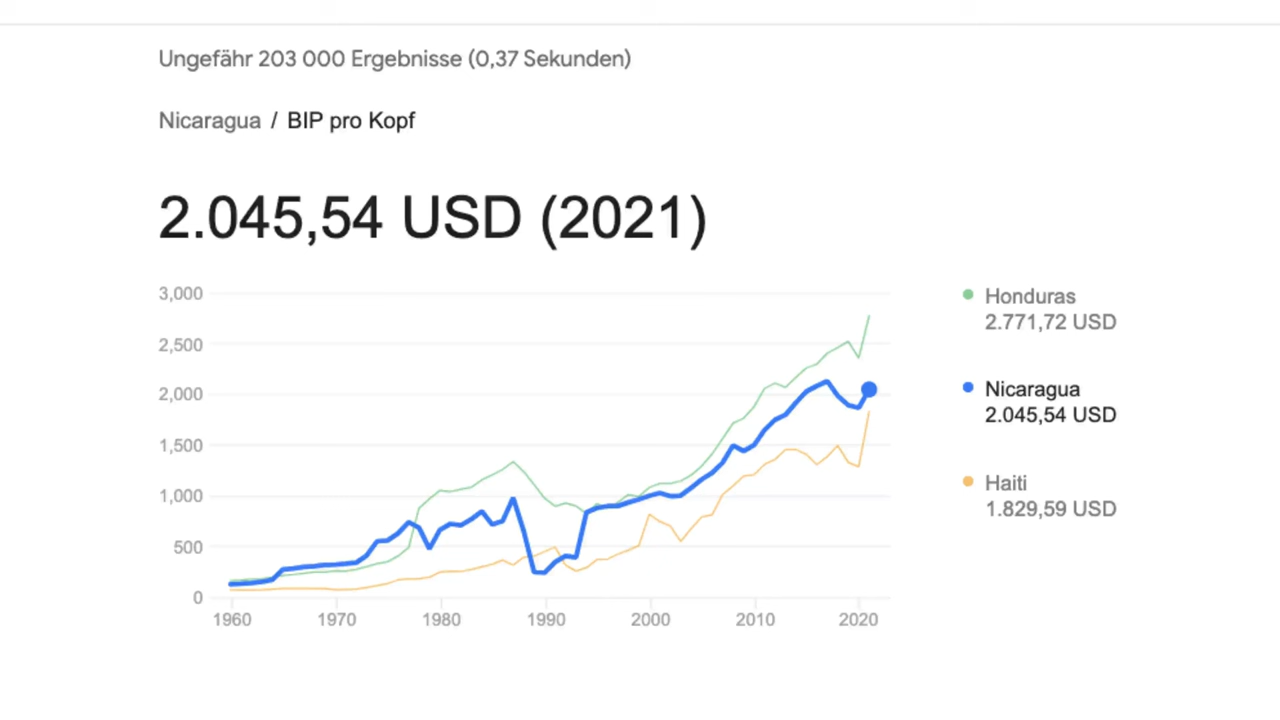 Ungefähr 203 000 Ergebnisse (0,37 Sekunden)
Nicaragua / BIP pro Kopf
2.045,54 USD (2021)
3,000
2,500
2,000
1,500
1,000
500
0
1960 1970 1980 1990 2000 2010 2020
Honduras
2.771,72 USD
Nicaragua
2.045,54 USD
Haiti
1.829,59 USD